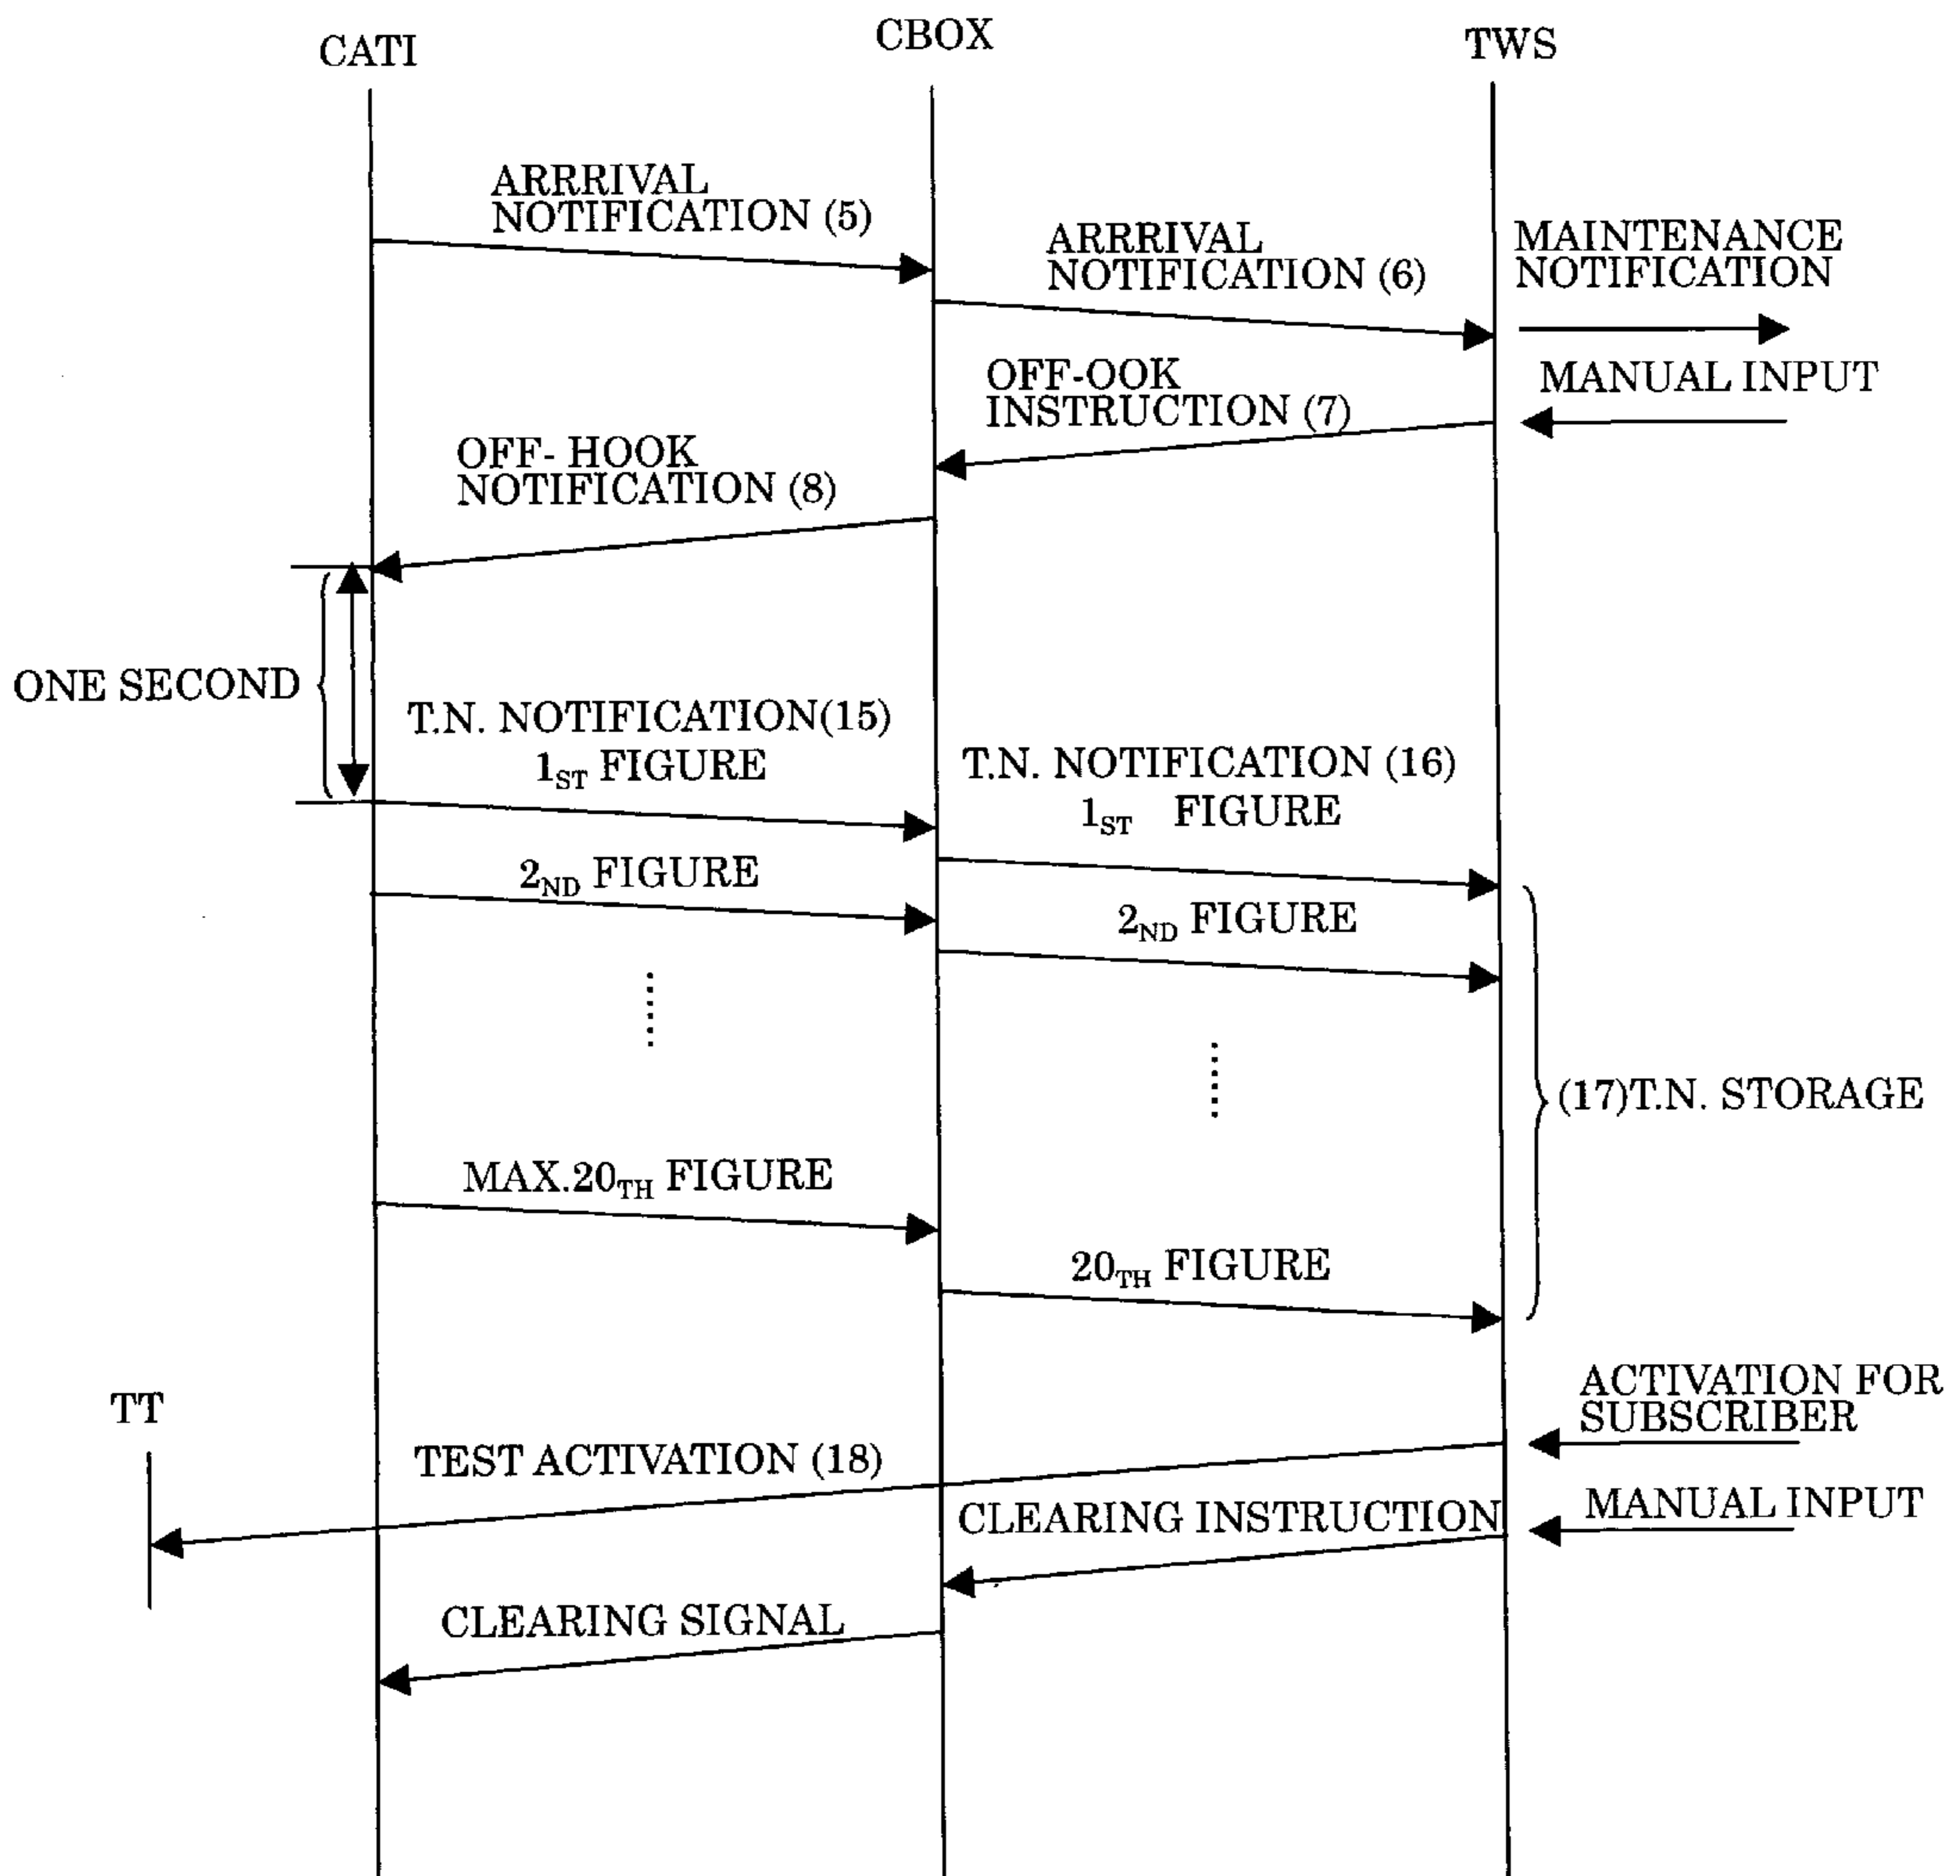 CATI
CBOX
TWS
ARRRIVAL
NOTIFICATION (5)
ARRRIVAL
NOTIFICATION (6)
MAINTENANCE
NOTIFICATION
OFF-OOK
INSTRUCTION (7)
MANUAL INPUT
OFF- HOOK
NOTIFICATION (8)
ONE SECOND
T.N. NOTIFICATION(15)
1ST FIGURE
T.N. NOTIFICATION (16)
1ST FIGURE
2ND FIGURE
2ND FIGURE
(17)T.N. STORAGE
MAX.20TH FIGURE
20TH FIGURE
ACTIVATION FOR
SUBSCRIBER
TT
TEST ACTIVATION (18)
CLEARING INSTRUCTION
MANUAL INPUT
CLEARING SIGNAL